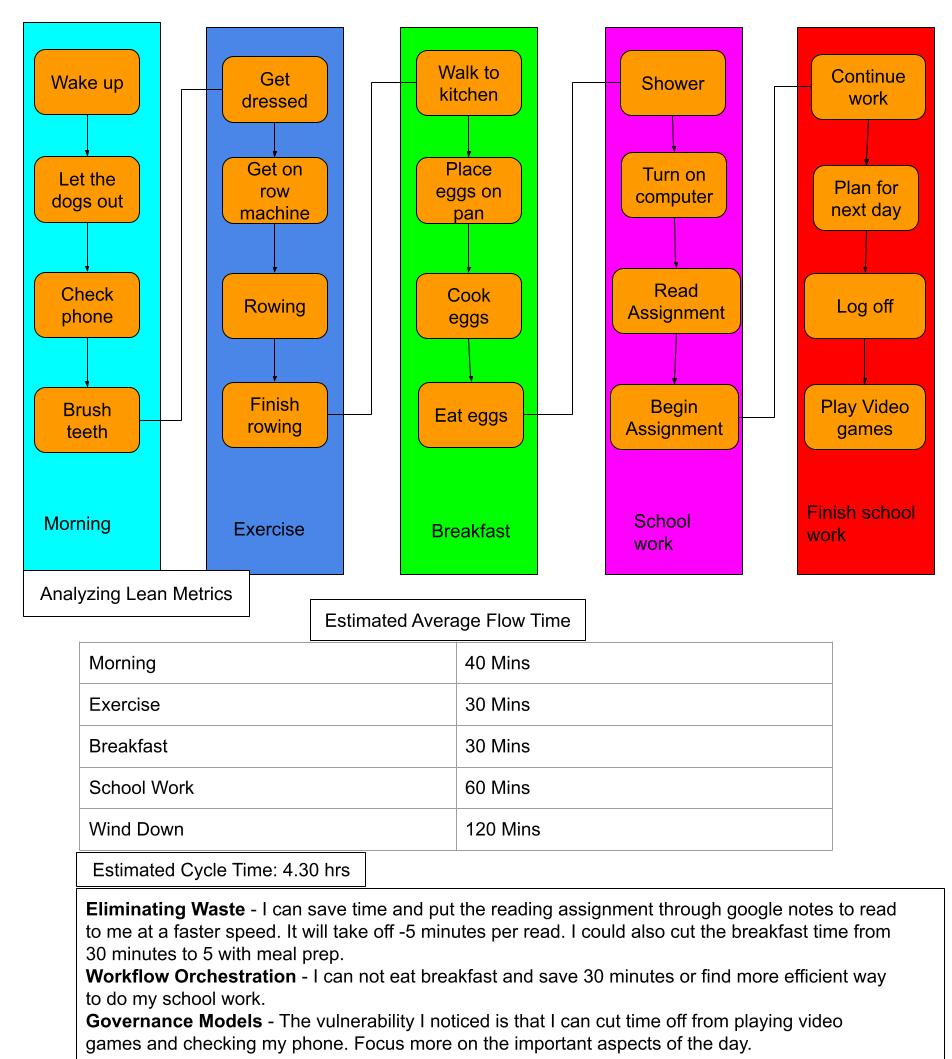 Wake up
Let the
dogs out
Check
phone
Brush
teeth
Morning
Get
dressed
Get on
row
machine
Rowing
Finish
rowing
Exercise
Walk to
kitchen
Place
eggs on
pan
Cook
eggs
Eat eggs
Breakfast
Shower
Turn on
computer
Read
Assignment
Begin
Assignment
School
work
Continue
work
Plan for
next day
Log off
Play Video
games
Finish school
work
Analyzing Lean Metrics
Estimated Average Flow Time
Morning 40 Mins
Exercise 30 Mins
Breakfast 30 Mins
School Work 60 Mins
Wind Down 120 Mins
Estimated Cycle Time: 4.30 hrs
Eliminating Waste - I can save time and put the reading assignment through google notes to read
to me at a faster speed. It will take off -5 minutes per read. I could also cut the breakfast time from
30 minutes to 5 with meal prep.
Workflow Orchestration - I can not eat breakfast and save 30 minutes or find more efficient way
to do my school work.
Governance Models - The vulnerability I noticed is that I can cut time off from playing video
games and checking my phone. Focus more on the important aspects of the day.